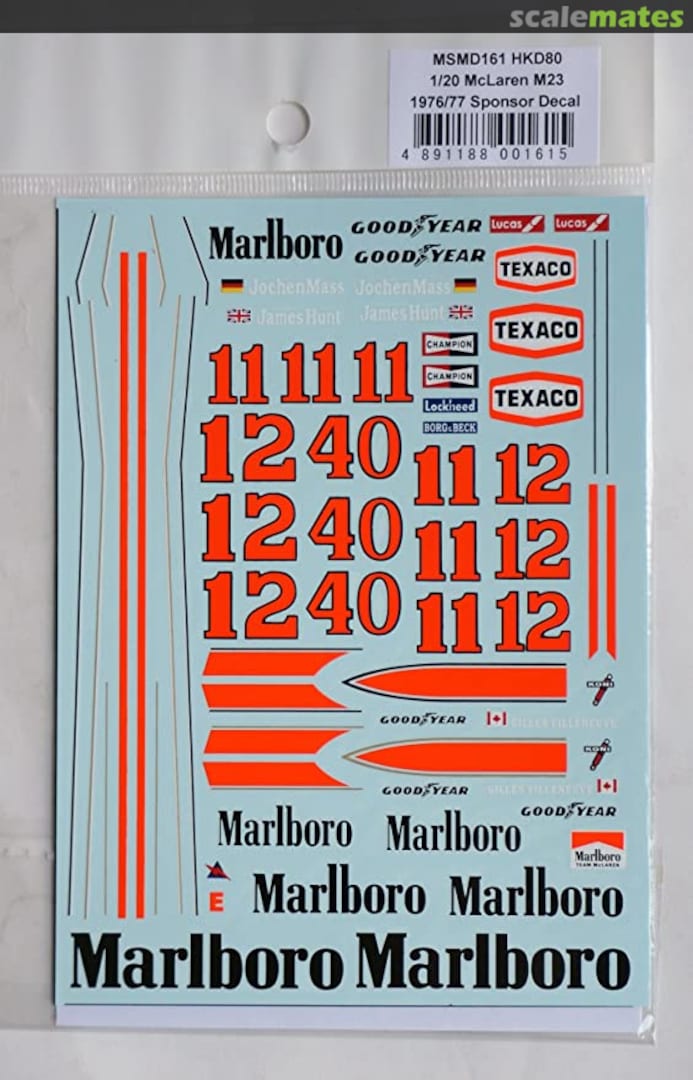 scalemates
MSMD161 HKD80
1/20 McLaren M23
1976/77 Sponsor Decal
4 891188 001615
Marlboro GOODYEAR Lucas Lucas
GOODYEAR
TEXACO
JochenMass JochenMass
James Hunt James Hunt
TEXACO
CHAMPION
11 11 11
CHAMPION
TEXACO
Lockheed
BORG & BECK
12 40
11 12
12 40
11 12
12 40
11 12
KONI
GOODYEAR GILLES VILLENEUVE
KONI
GOODYEAR GILLES VILLENEUVE
GOODYEAR
Marlboro Marlboro
Marlboro
TEAM McLAREN
E Marlboro Marlboro
Marlboro Marlboro